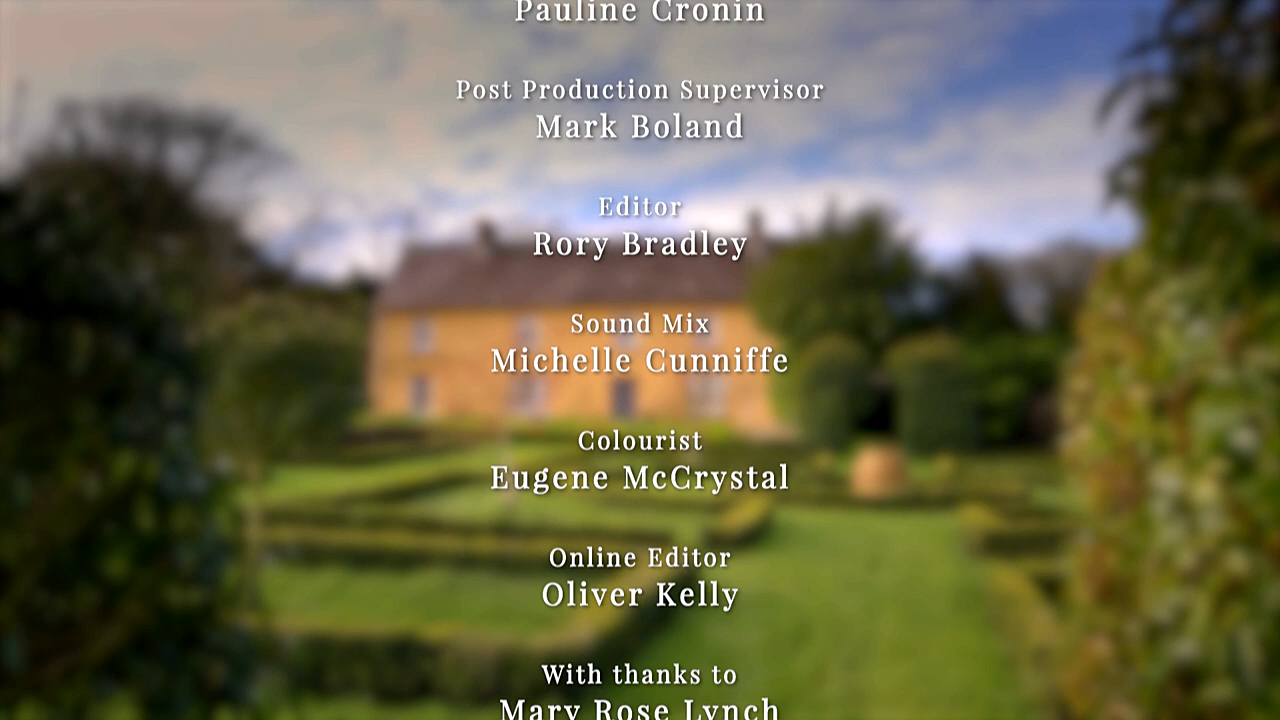 Pauline Cronin
Post Production Supervisor
Mark Boland
Editor
Rory Bradley
Sound Mix
Michelle Cunniffe
Colourist
Eugene McCrystal
Online Editor
Oliver Kelly
With thanks to
Mary Rose Lynch